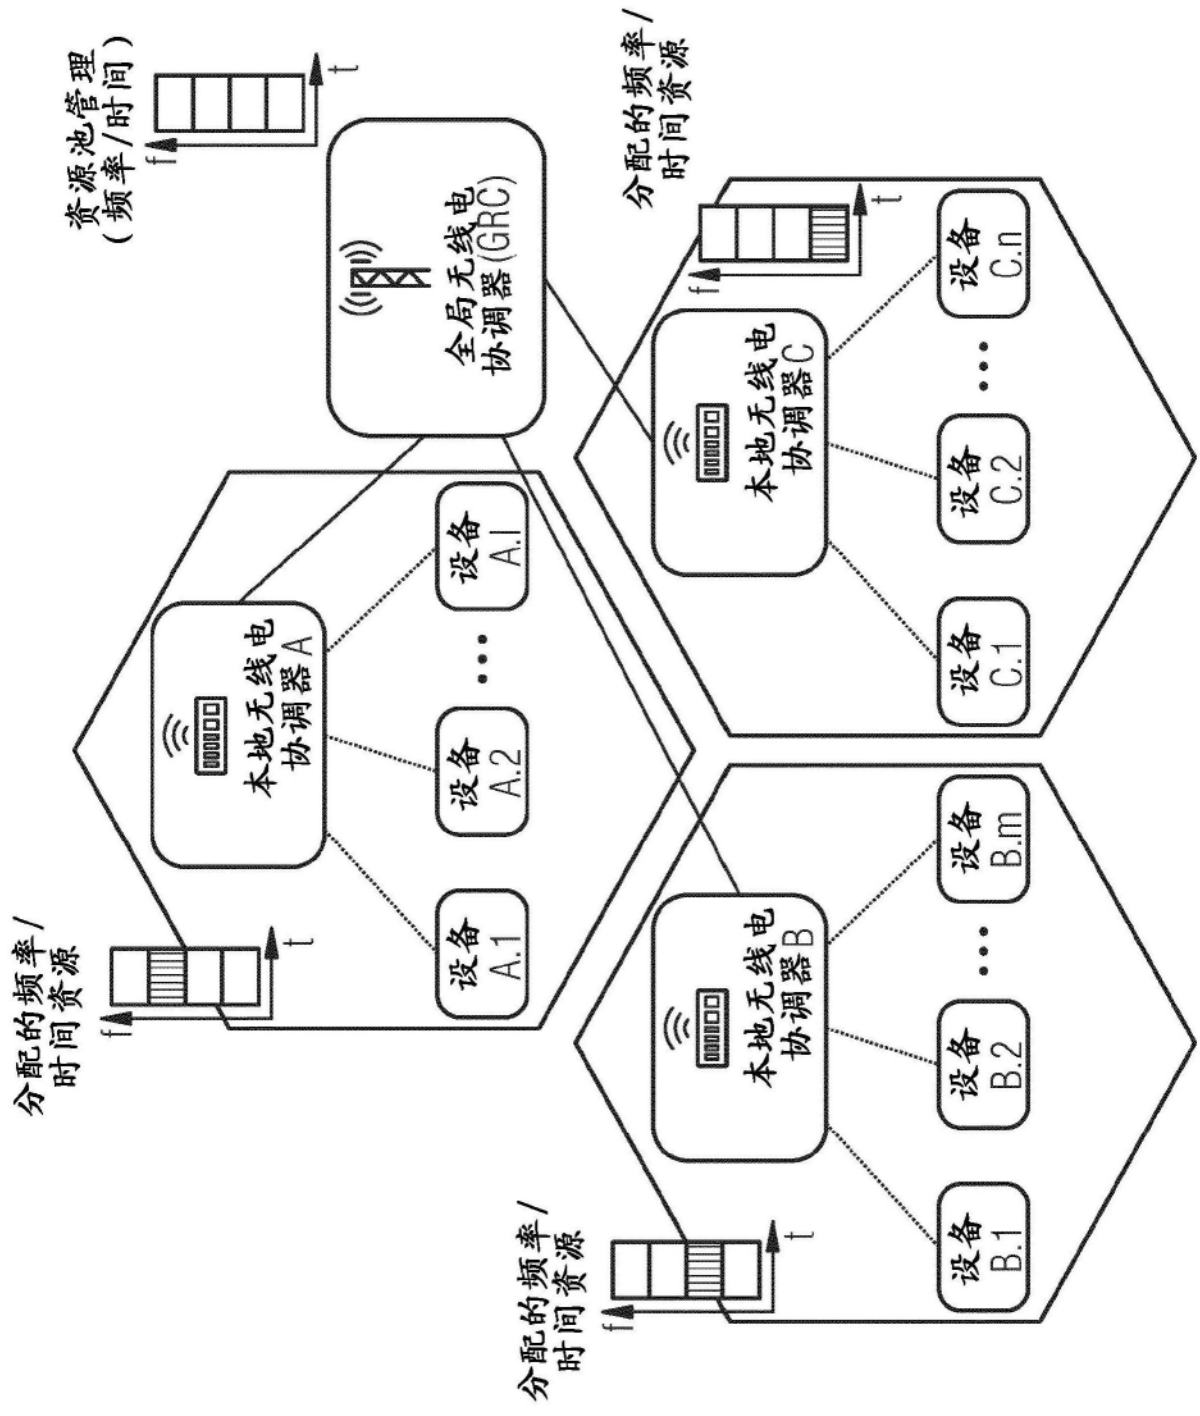 资源池管理
(频率/时间)
f
t
全局无线电
协调器(GRC)
分配的频率/
时间资源
f
t
本地无线电
协调器A
设备
A.1
设备
A.2
...
设备
A.l
分配的频率/
时间资源
f
t
本地无线电
协调器B
设备
B.1
设备
B.2
...
设备
B.m
分配的频率/
时间资源
f
t
本地无线电
协调器C
设备
C.1
设备
C.2
...
设备
C.n